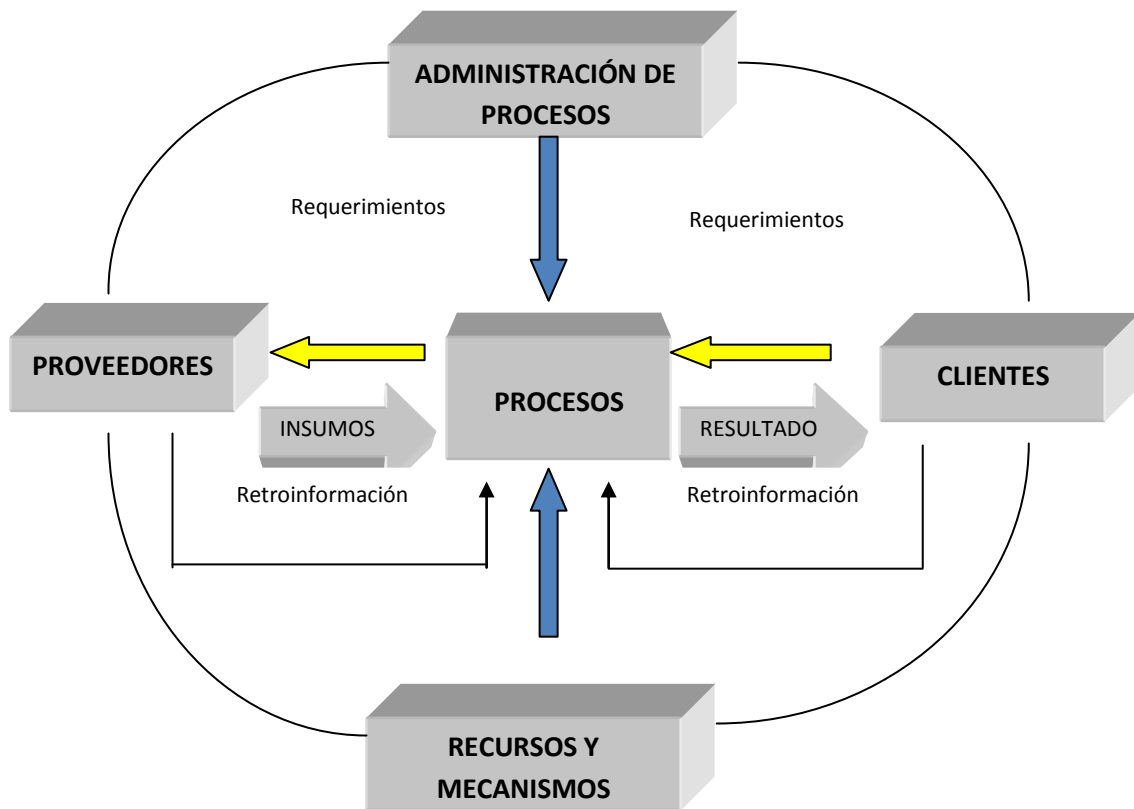 ADMINISTRACIÓN DE
PROCESOS
Requerimientos
Requerimientos
PROVEEDORES
PROCESOS
CLIENTES
INSUMOS
RESULTADO
Retroinformación
Retroinformación
RECURSOS Y
MECANISMOS